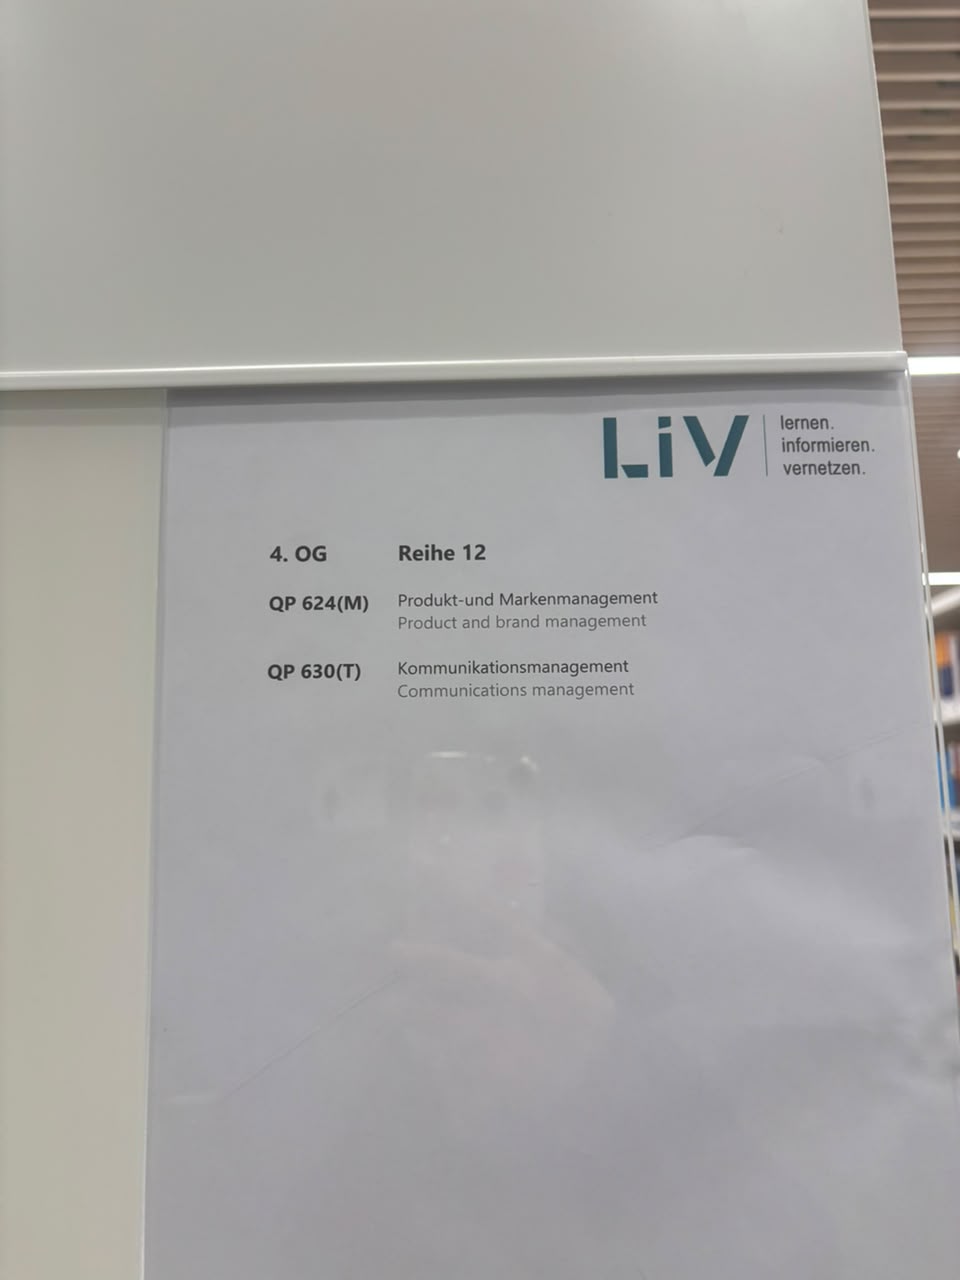 LiV
lernen.
informieren.
vernetzen.
4. OG Reihe 12
QP 624(M) Produkt-und Markenmanagement
Product and brand management
QP 630(T) Kommunikationsmanagement
Communications management